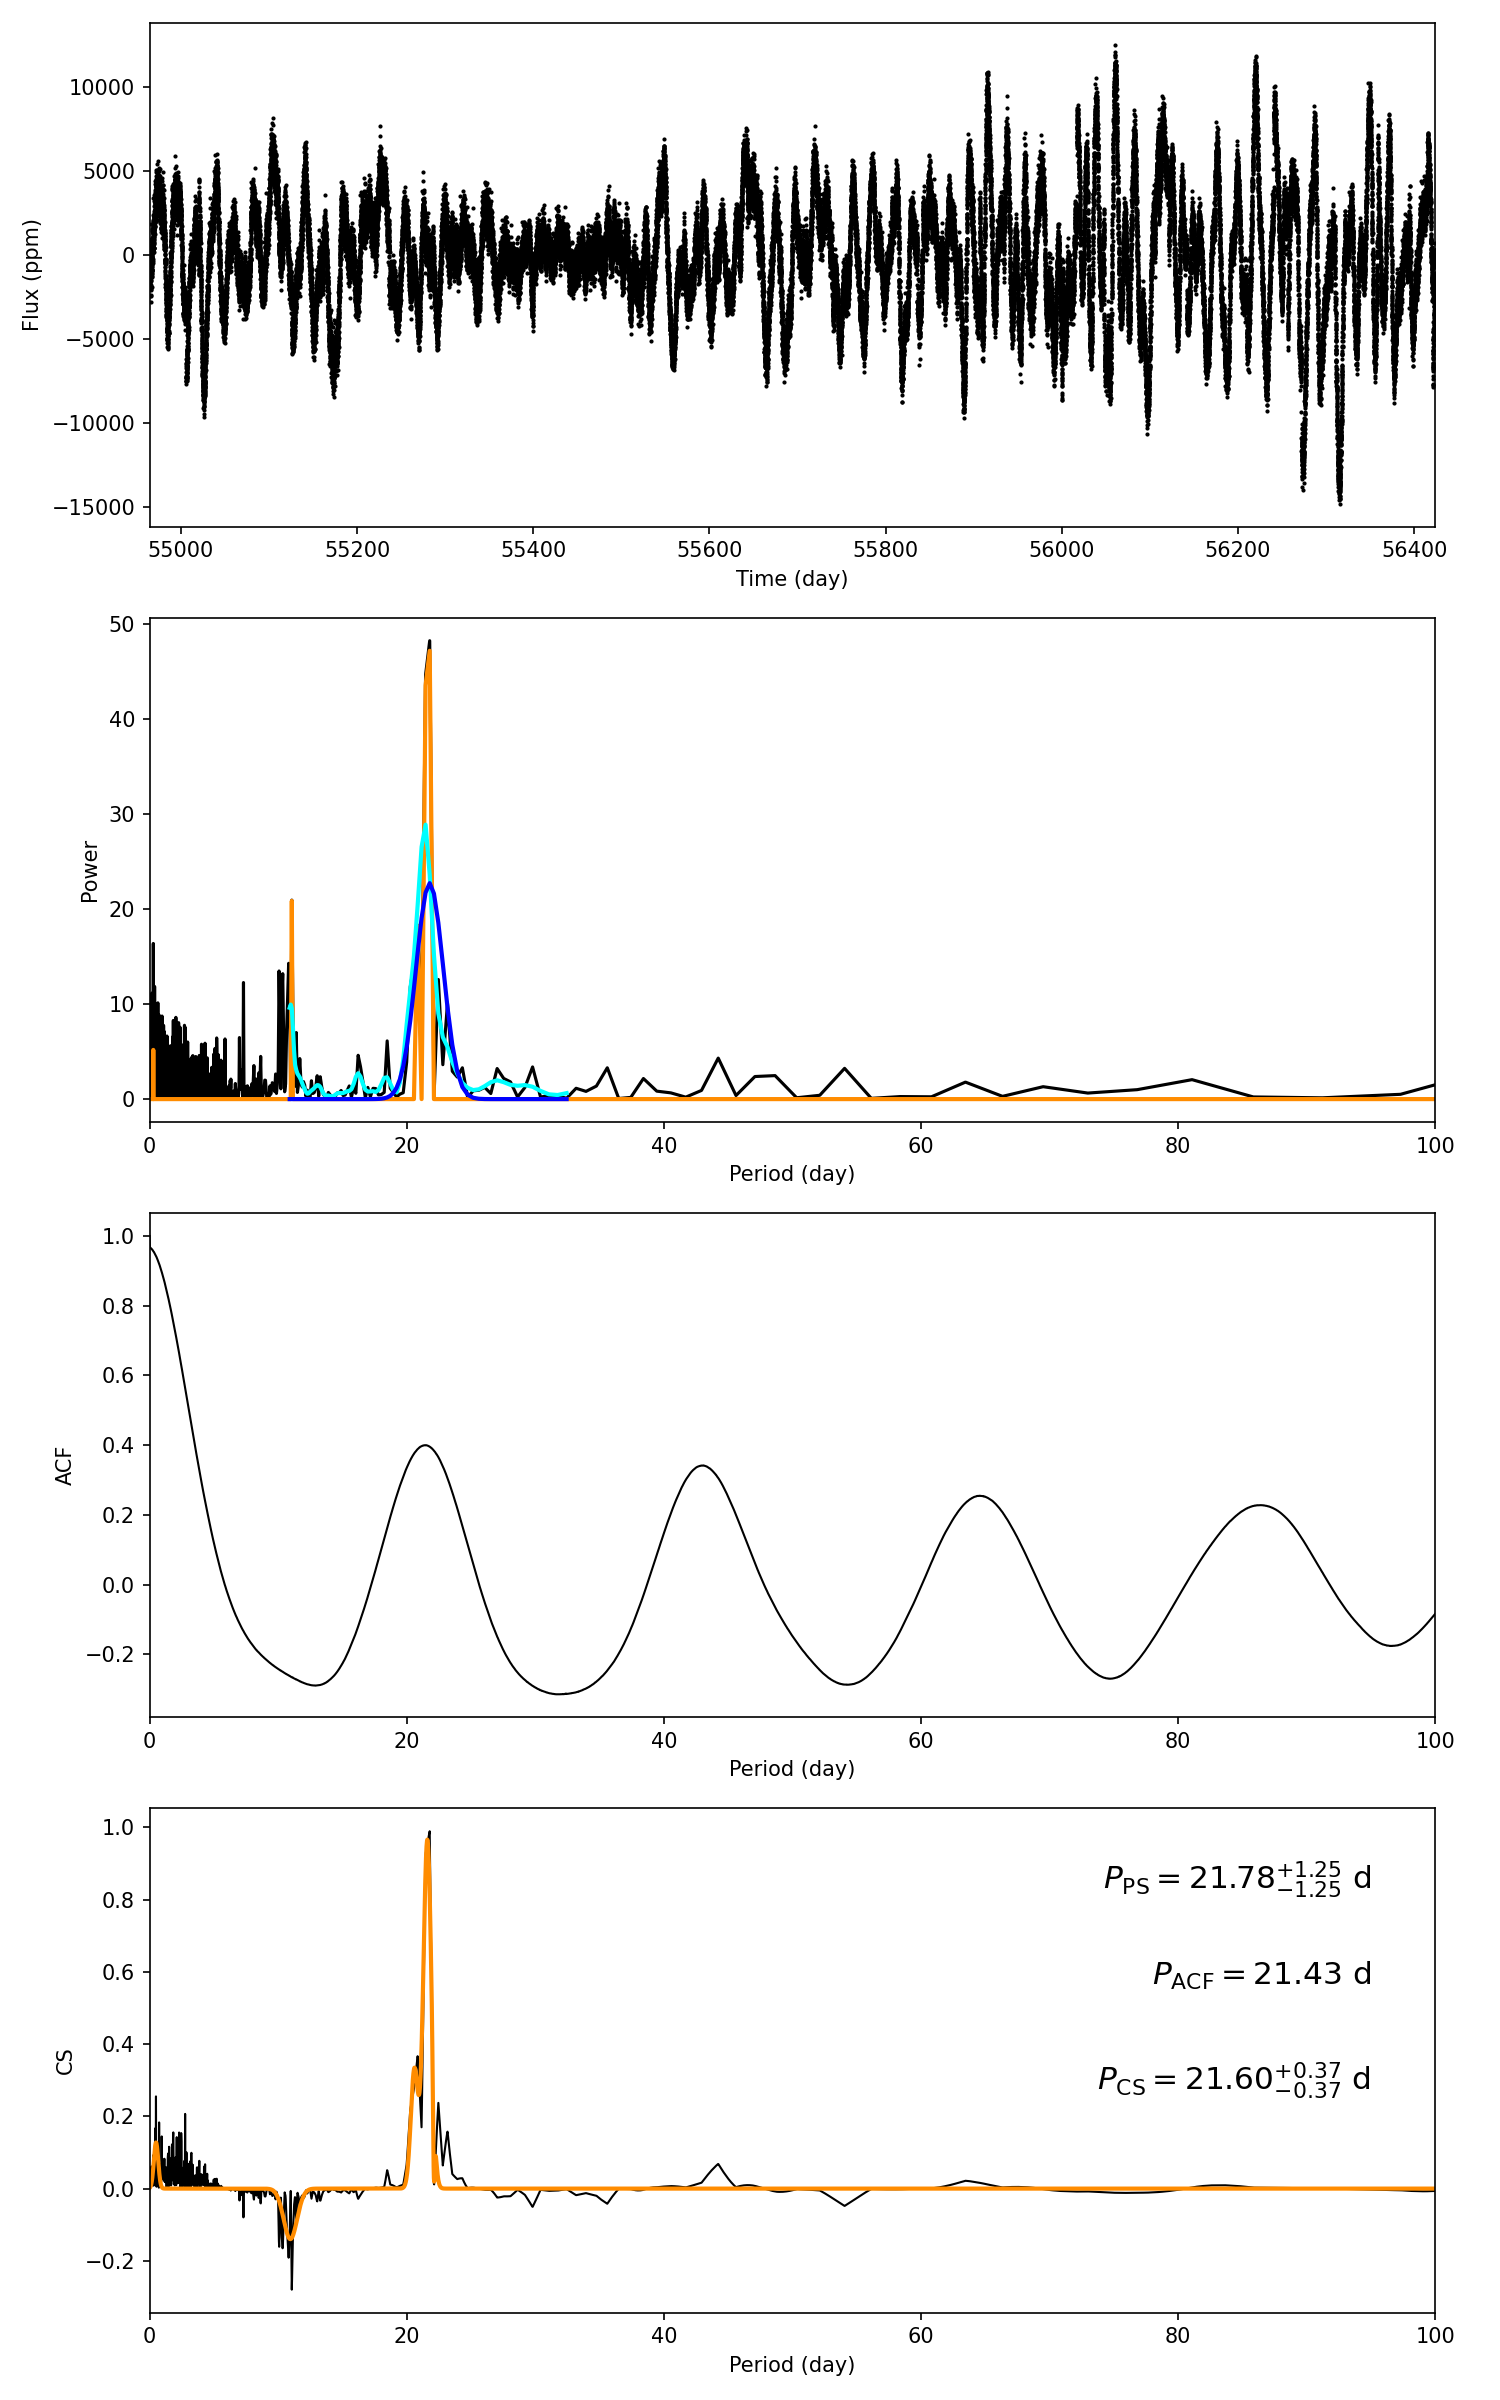 10000
5000
0
−5000
−10000
−15000
Flux (ppm)
55000 55200 55400 55600 55800 56000 56200 56400
Time (day)
50
40
30
20
10
0
Power
0 20 40 60 80 100
Period (day)
1.0
0.8
0.6
0.4
0.2
0.0
−0.2
ACF
0 20 40 60 80 100
Period (day)
1.0
0.8
0.6
0.4
0.2
0.0
−0.2
CS
P_PS = 21.78^{+1.25}_{−1.25} d
P_ACF = 21.43 d
P_CS = 21.60^{+0.37}_{−0.37} d
0 20 40 60 80 100
Period (day)